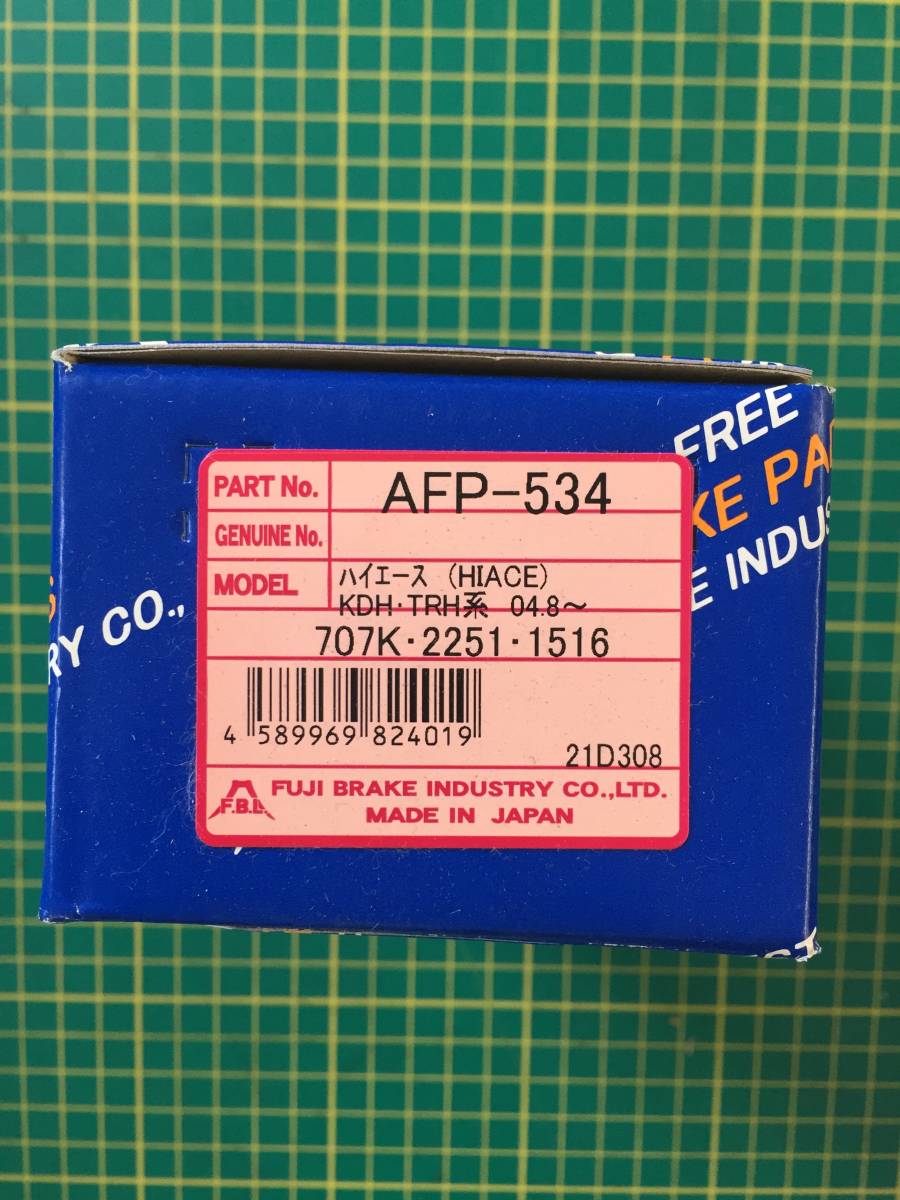 FREE
KE PA
E INDUS
RY CO.,
PART No. AFP-534
GENUINE No.
MODEL ハイエース (HIACE)
KDH·TRH系 04.8~
707K·2251·1516
4 589969 824019
21D308
F.B.I. FUJI BRAKE INDUSTRY CO.,LTD.
MADE IN JAPAN